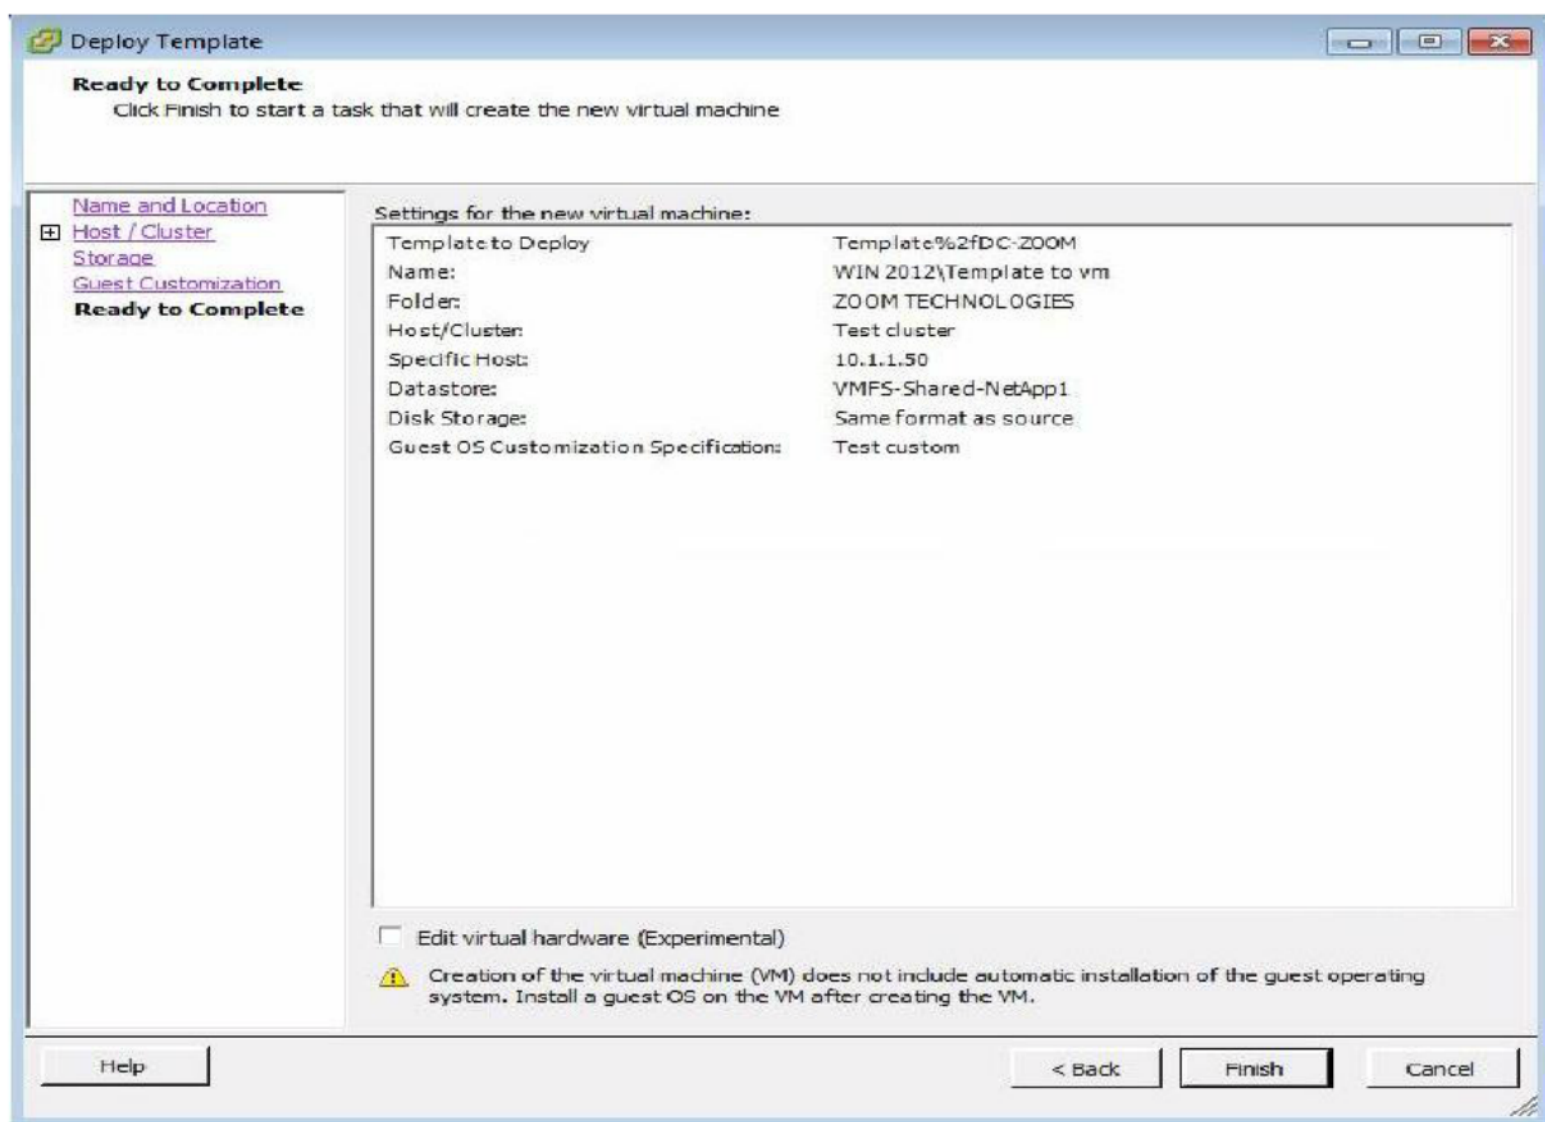 Deploy Template
Ready to Complete
Click Finish to start a task that will create the new virtual machine
Name and Location
Host / Cluster
Storage
Guest Customization
Ready to Complete
Settings for the new virtual machine:
Template to Deploy Template%2fDC-ZOOM
Name: WIN 2012\Template to vm
Folder: ZOOM TECHNOLOGIES
Host/Cluster: Test cluster
Specific Host: 10.1.1.50
Datastore: VMFS-Shared-NetApp1
Disk Storage: Same format as source
Guest OS Customization Specification: Test custom
Edit virtual hardware (Experimental)
Creation of the virtual machine (VM) does not include automatic installation of the guest operating
system. Install a guest OS on the VM after creating the VM.
Help < Back Finish Cancel